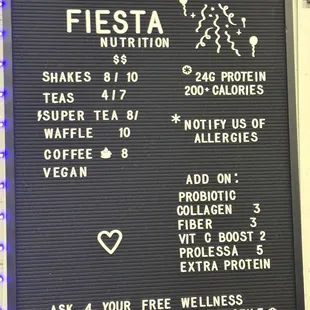 FIESTA
NUTRITION
$$
SHAKES 8/10
TEAS 4/7
SUPER TEA 8/
WAFFLE 10
COFFEE 8
VEGAN
* 24G PROTEIN
200+ CALORIES
* NOTIFY US OF
ALLERGIES
ADD ON:
PROBIOTIC
COLLAGEN 3
FIBER 3
VIT C BOOST 2
PROLESSA 5
EXTRA PROTEIN
ASK 4 YOUR FREE WELLNESS